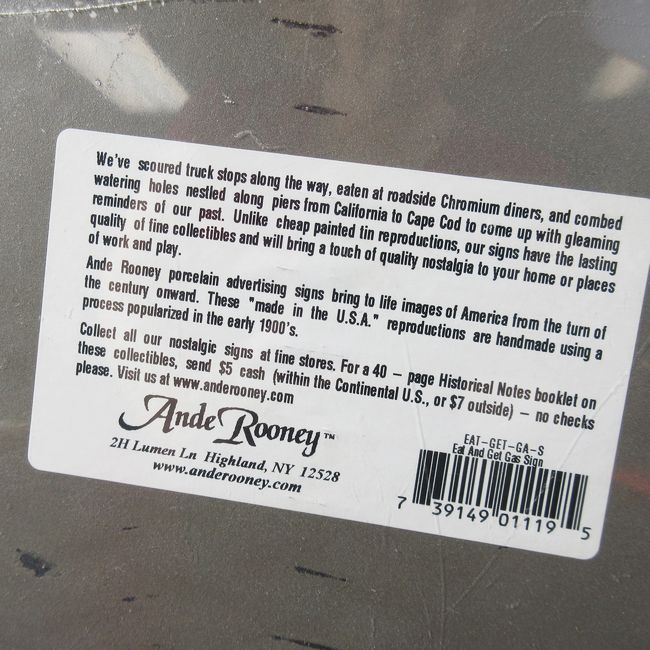 We've scoured truck stops along the way, eaten at roadside Chromium diners, and combed
watering holes nestled along piers from California to Cape Cod to come up with gleaming
reminders of our past. Unlike cheap painted tin reproductions, our signs have the lasting
quality of fine collectibles and will bring a touch of quality nostalgia to your home or places
of work and play.
Ande Rooney porcelain advertising signs bring to life images of America from the turn of
the century onward. These "made in the U.S.A." reproductions are handmade using a
process popularized in the early 1900's.
Collect all our nostalgic signs at fine stores. For a 40 – page Historical Notes booklet on
these collectibles, send $5 cash (within the Continental U.S., or $7 outside) – no checks
please. Visit us at www.anderooney.com
Ande Rooney™
2H Lumen Ln Highland, NY 12528
www.anderooney.com
EAT-GET-GA-S
Eat And Get Gas Sign
7 39149 01119 5